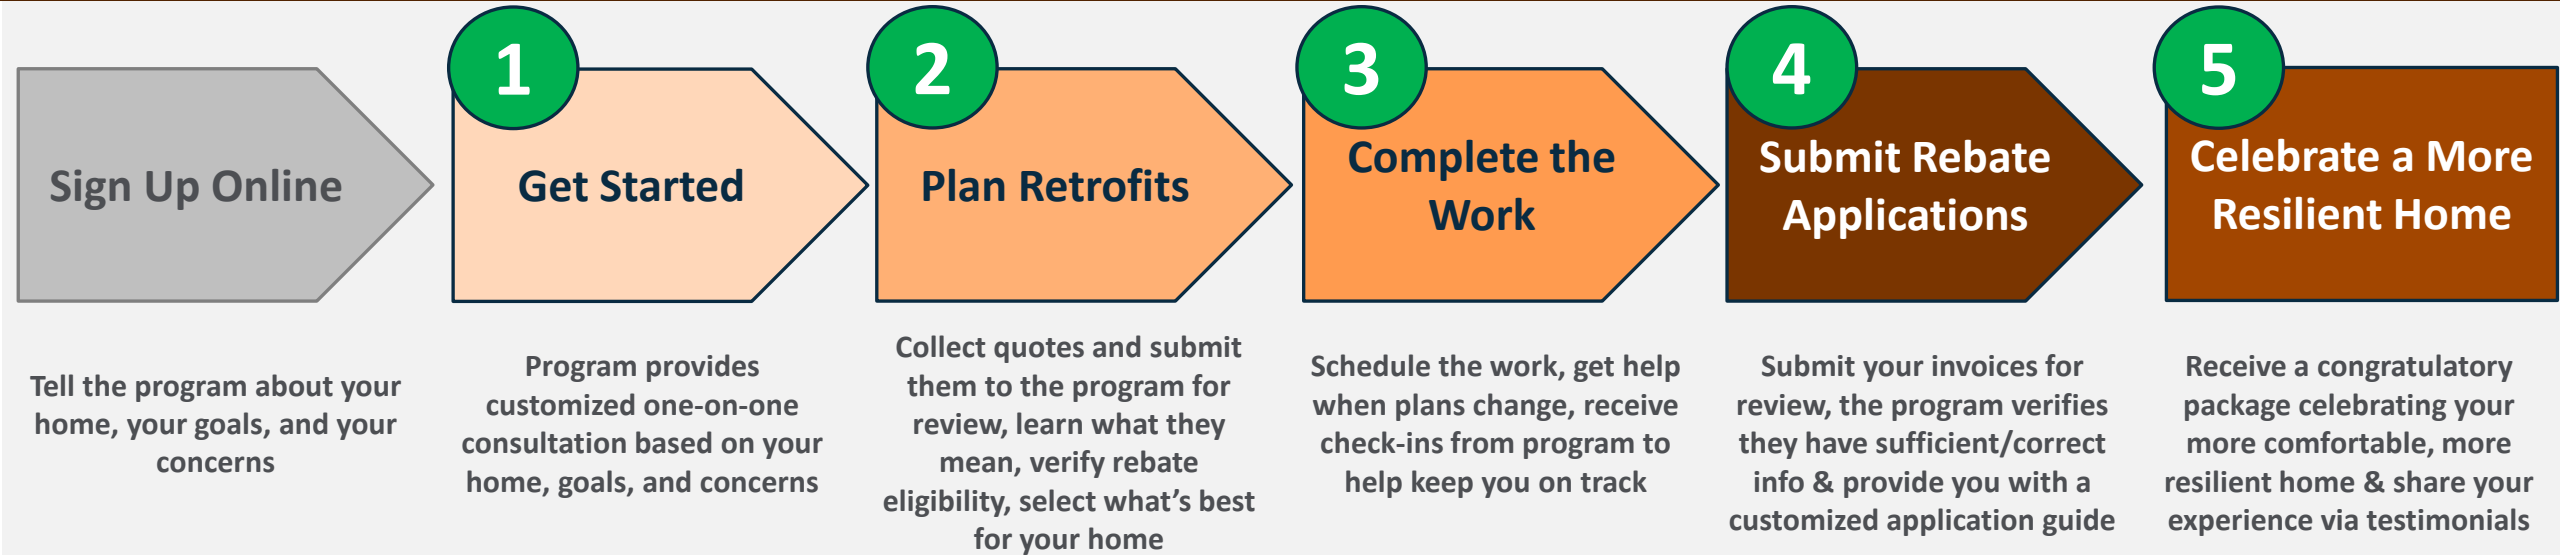 Sign Up Online
Tell the program about your
home, your goals, and your
concerns
1
Get Started
Program provides
customized one-on-one
consultation based on your
home, goals, and concerns
2
Plan Retrofits
Collect quotes and submit
them to the program for
review, learn what they
mean, verify rebate
eligibility, select what's best
for your home
3
Complete the
Work
Schedule the work, get help
when plans change, receive
check-ins from program to
help keep you on track
4
Submit Rebate
Applications
Submit your invoices for
review, the program verifies
they have sufficient/correct
info & provide you with a
customized application guide
5
Celebrate a More
Resilient Home
Receive a congratulatory
package celebrating your
more comfortable, more
resilient home & share your
experience via testimonials